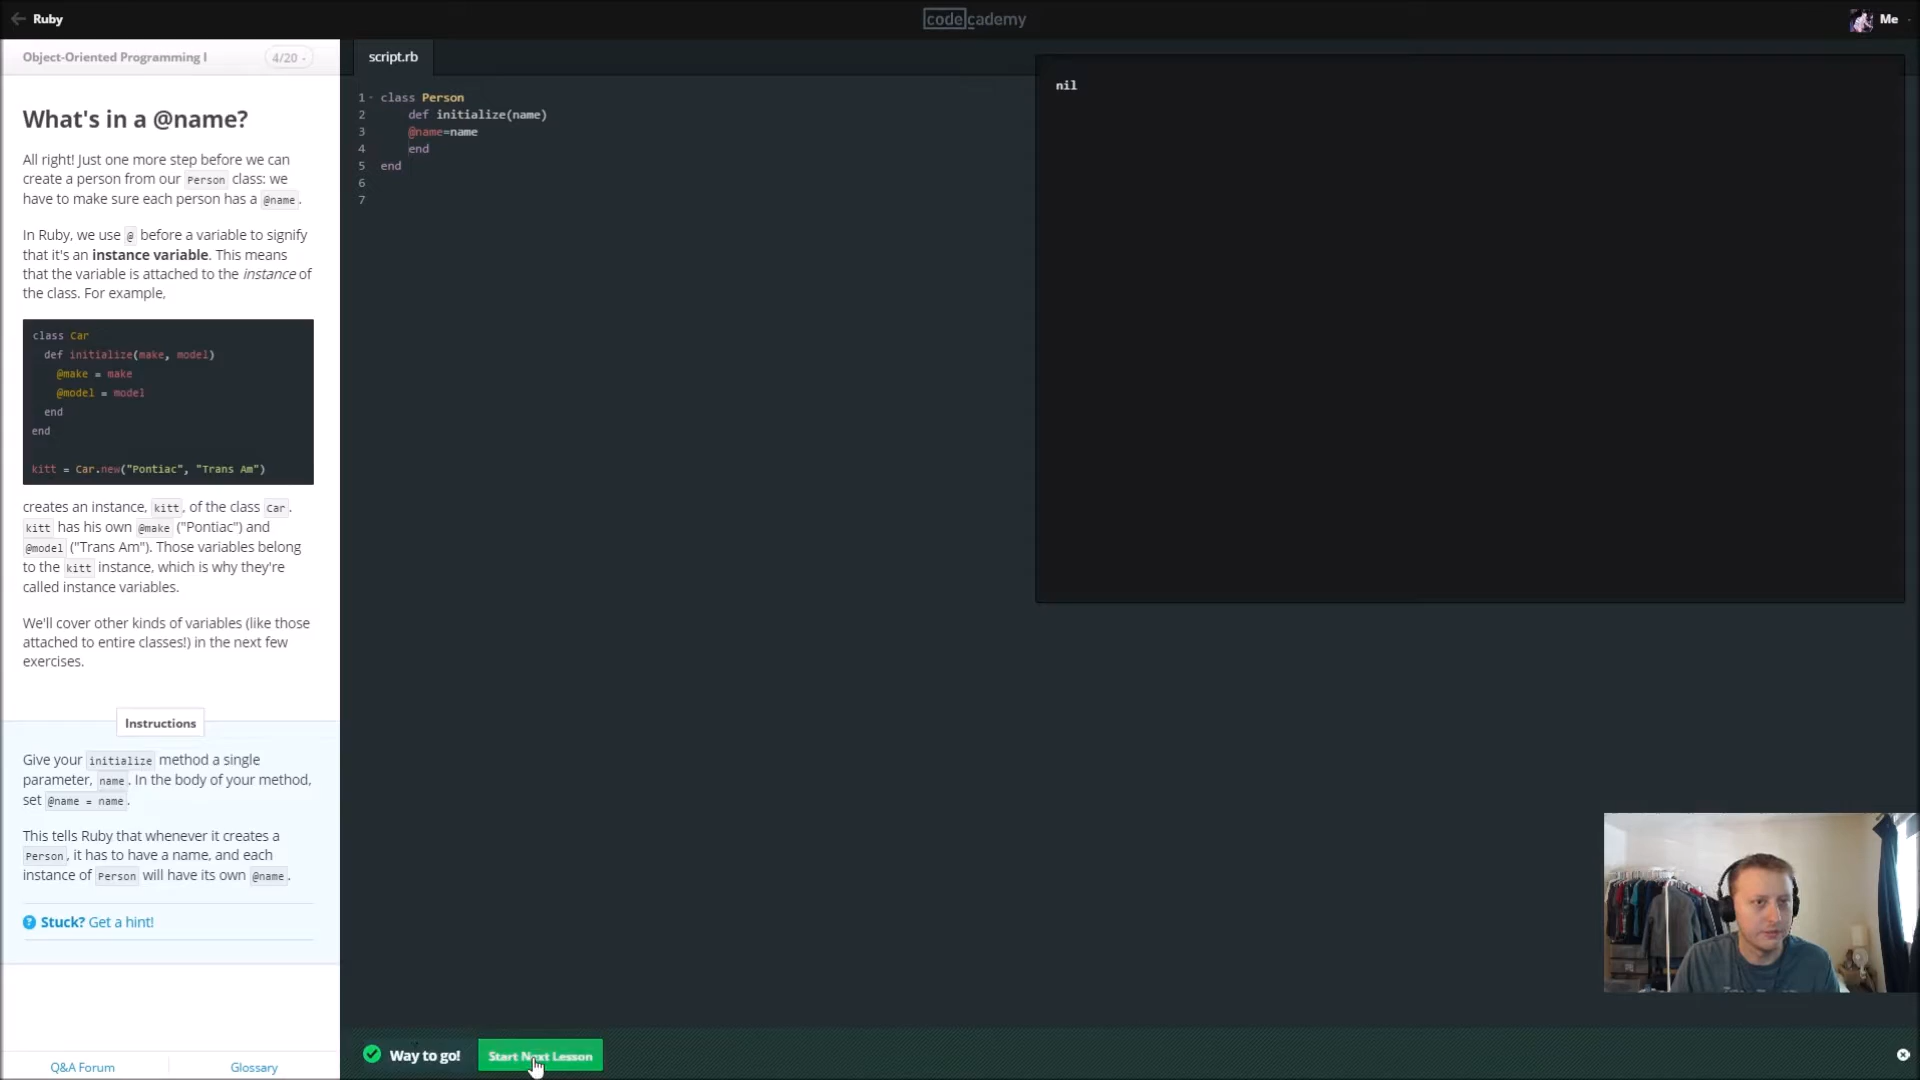 Ruby
codecademy
Me
Object-Oriented Programming I
4/20
script.rb
What's in a @name?
All right! Just one more step before we can
create a person from our Person class: we
have to make sure each person has a @name.
In Ruby, we use @ before a variable to signify
that it's an instance variable. This means
that the variable is attached to the instance of
the class. For example,
class Car
def initialize(make, model)
@make = make
@model = model
end
end
kitt = Car.new("Pontiac", "Trans Am")
creates an instance, kitt, of the class Car.
kitt has his own @make ("Pontiac") and
@model ("Trans Am"). Those variables belong
to the kitt instance, which is why they're
called instance variables.
We'll cover other kinds of variables (like those
attached to entire classes!) in the next few
exercises.
Instructions
Give your initialize method a single
parameter, name. In the body of your method,
set @name = name.
This tells Ruby that whenever it creates a
Person, it has to have a name, and each
instance of Person will have its own @name.
? Stuck? Get a hint!
Q&A Forum
Glossary
1 class Person
2 def initialize(name)
3 @name=name
4 end
5 end
6
7
nil
Way to go!
Start Next Lesson